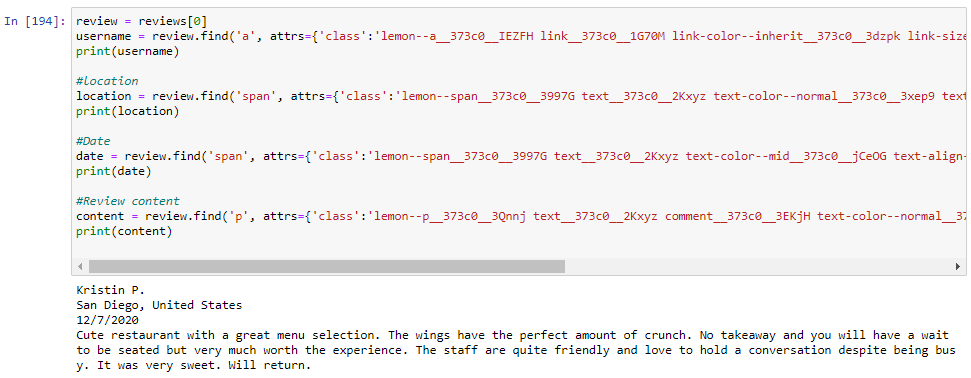 In [194]:
review = reviews[0]
username = review.find('a', attrs={'class':'lemon--a__373c0__IEZFH link__373c0__1G70M link-color--inherit__373c0__3dzpk link-size
print(username)
#location
location = review.find('span', attrs={'class':'lemon--span__373c0__3997G text__373c0__2Kxyz text-color--normal__373c0__3xep9 text
print(location)
#Date
date = review.find('span', attrs={'class':'lemon--span__373c0__3997G text__373c0__2Kxyz text-color--mid__373c0__jCeOG text-align-
print(date)
#Review content
content = review.find('p', attrs={'class':'lemon--p__373c0__3Qnnj text__373c0__2Kxyz comment__373c0__3EKjH text-color--normal__37
print(content)
Kristin P.
San Diego, United States
12/7/2020
Cute restaurant with a great menu selection. The wings have the perfect amount of crunch. No takeaway and you will have a wait
to be seated but very much worth the experience. The staff are quite friendly and love to hold a conversation despite being bus
y. It was very sweet. Will return.